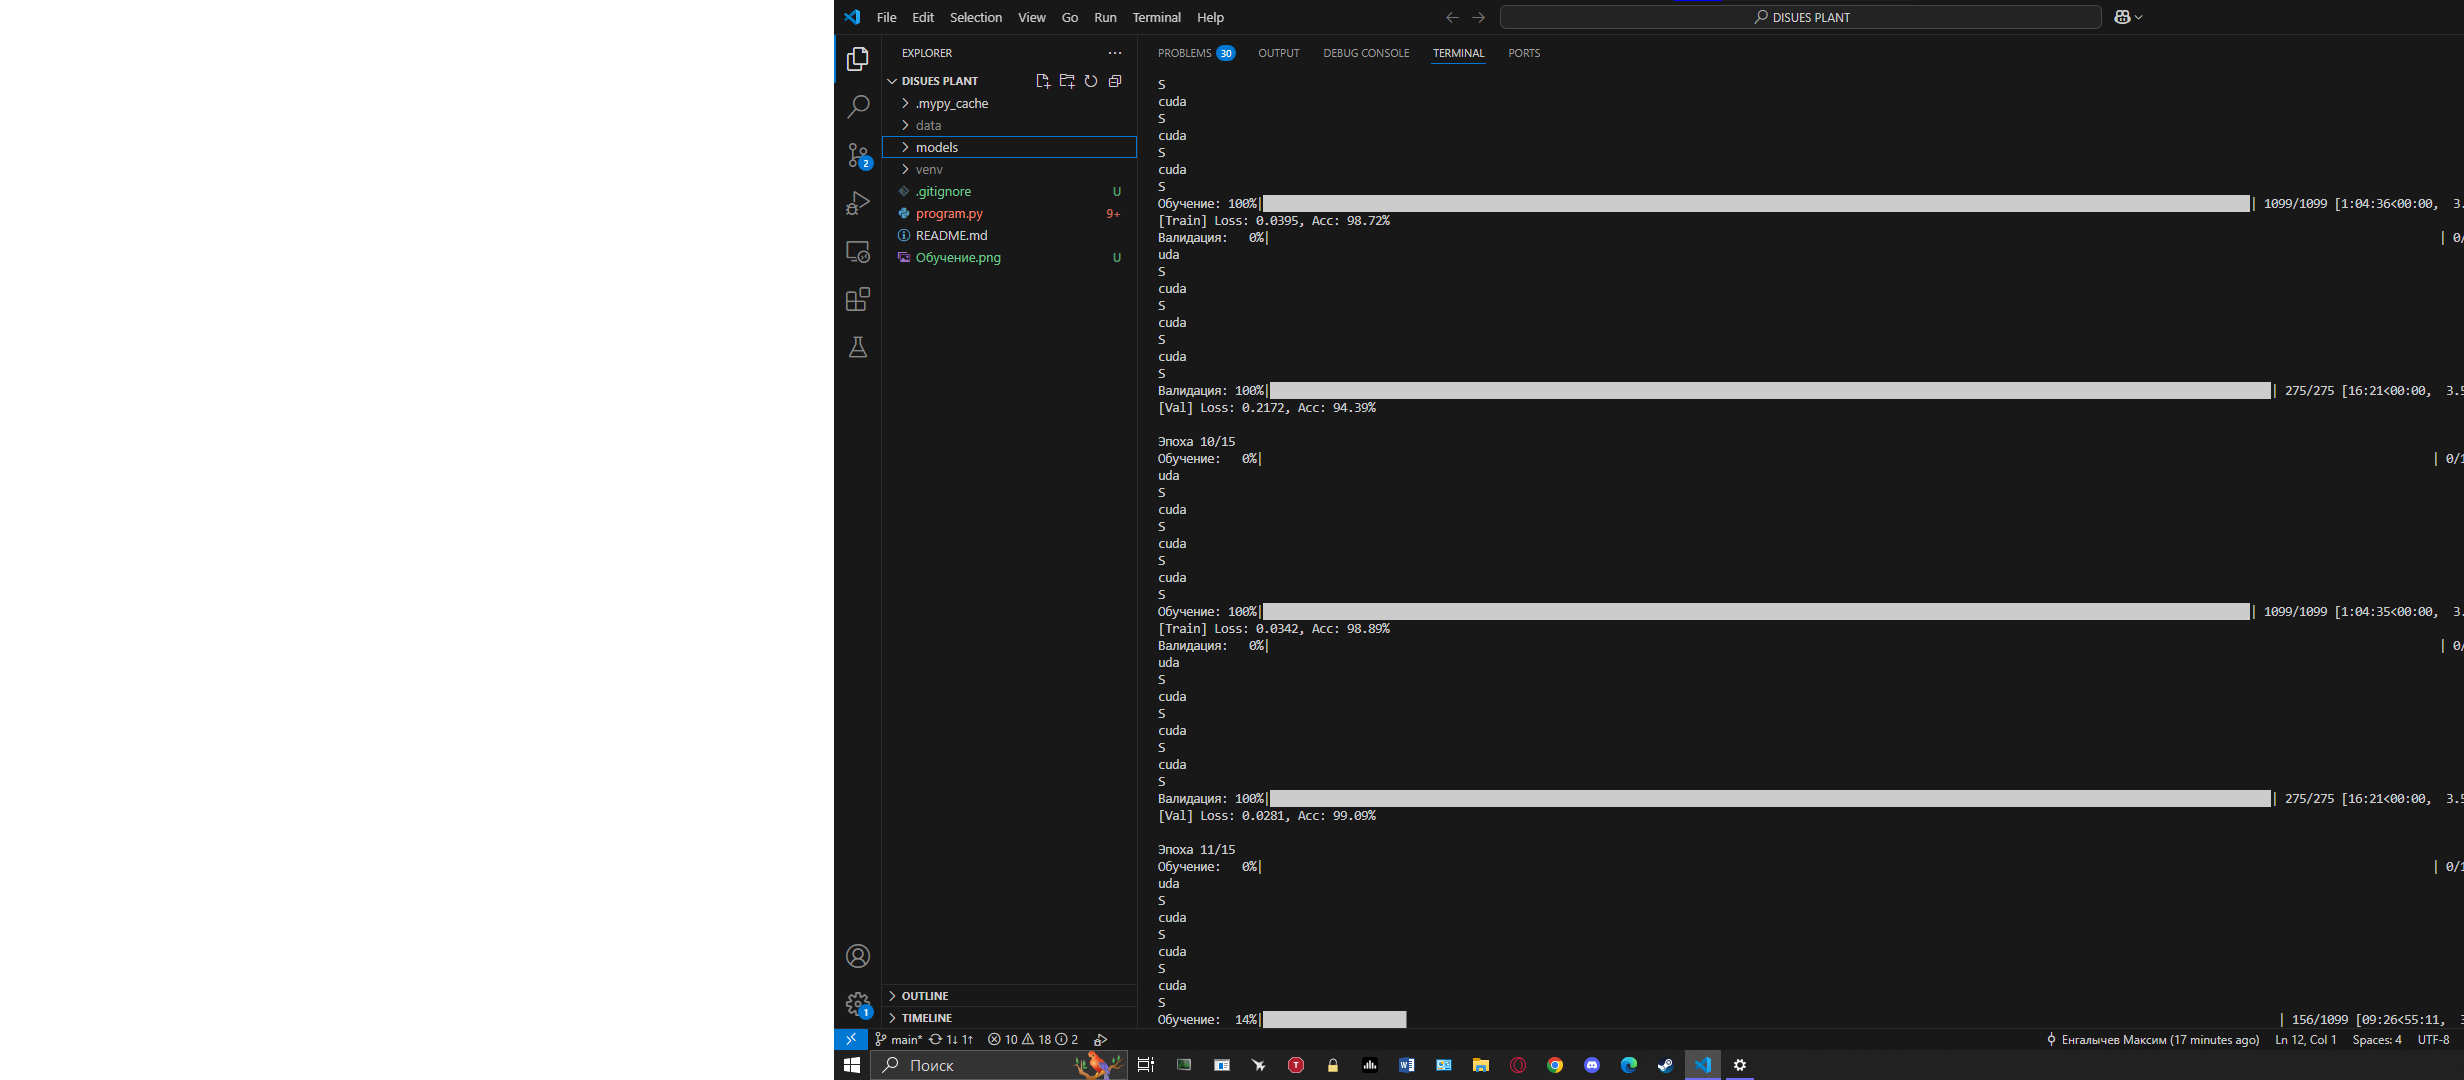 File Edit Selection View Go Run Terminal Help
DISUES PLANT
EXPLORER
DISUES PLANT
.mypy_cache
data
models
venv
.gitignore U
program.py 9+
README.md
Обучение.png U
OUTLINE
TIMELINE
2
1
PROBLEMS 30 OUTPUT DEBUG CONSOLE TERMINAL PORTS
S
cuda
S
cuda
S
cuda
S
Обучение: 100%| | 1099/1099 [1:04:36<00:00, 3.
[Train] Loss: 0.0395, Acc: 98.72%
Валидация: 0%| | 0/
uda
S
cuda
S
cuda
S
cuda
S
Валидация: 100%| | 275/275 [16:21<00:00, 3.5
[Val] Loss: 0.2172, Acc: 94.39%
Эпоха 10/15
Обучение: 0%| | 0/1
uda
S
cuda
S
cuda
S
cuda
S
Обучение: 100%| | 1099/1099 [1:04:35<00:00, 3.
[Train] Loss: 0.0342, Acc: 98.89%
Валидация: 0%| | 0/
uda
S
cuda
S
cuda
S
cuda
S
Валидация: 100%| | 275/275 [16:21<00:00, 3.5
[Val] Loss: 0.0281, Acc: 99.09%
Эпоха 11/15
Обучение: 0%| | 0/1
uda
S
cuda
S
cuda
S
cuda
S
Обучение: 14%| | 156/1099 [09:26<55:11, 3
main* 1↓ 1↑ 10 18 2 Енгалычев Максим (17 minutes ago) Ln 12, Col 1 Spaces: 4 UTF-8
Поиск